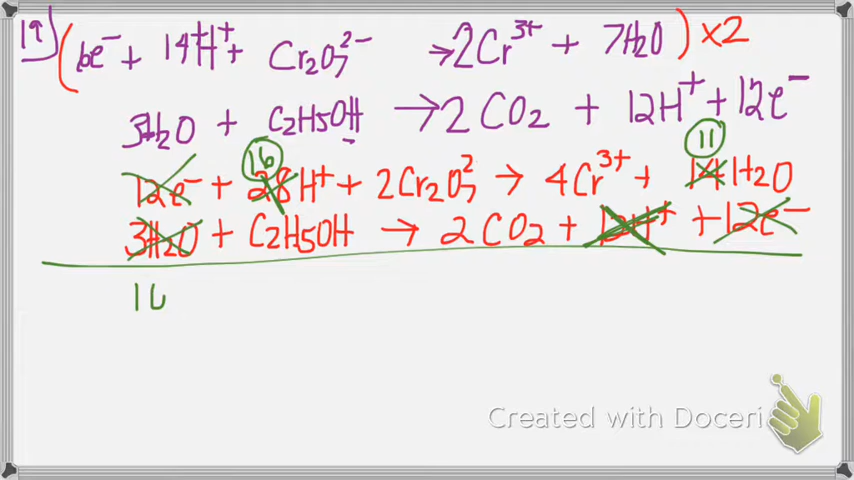 19) (6e⁻ + 14H⁺ + Cr₂O₇²⁻ → 2Cr³⁺ + 7H₂O) ×2
3H₂O + C₂H₅OH → 2CO₂ + 12H⁺ + 12e⁻
16 11
12e⁻ + 28H⁺ + 2Cr₂O₇² → 4Cr³⁺ + 14H₂O
3H₂O + C₂H₅OH → 2CO₂ + 12H⁺ + 12e⁻
16
Created with Doceri